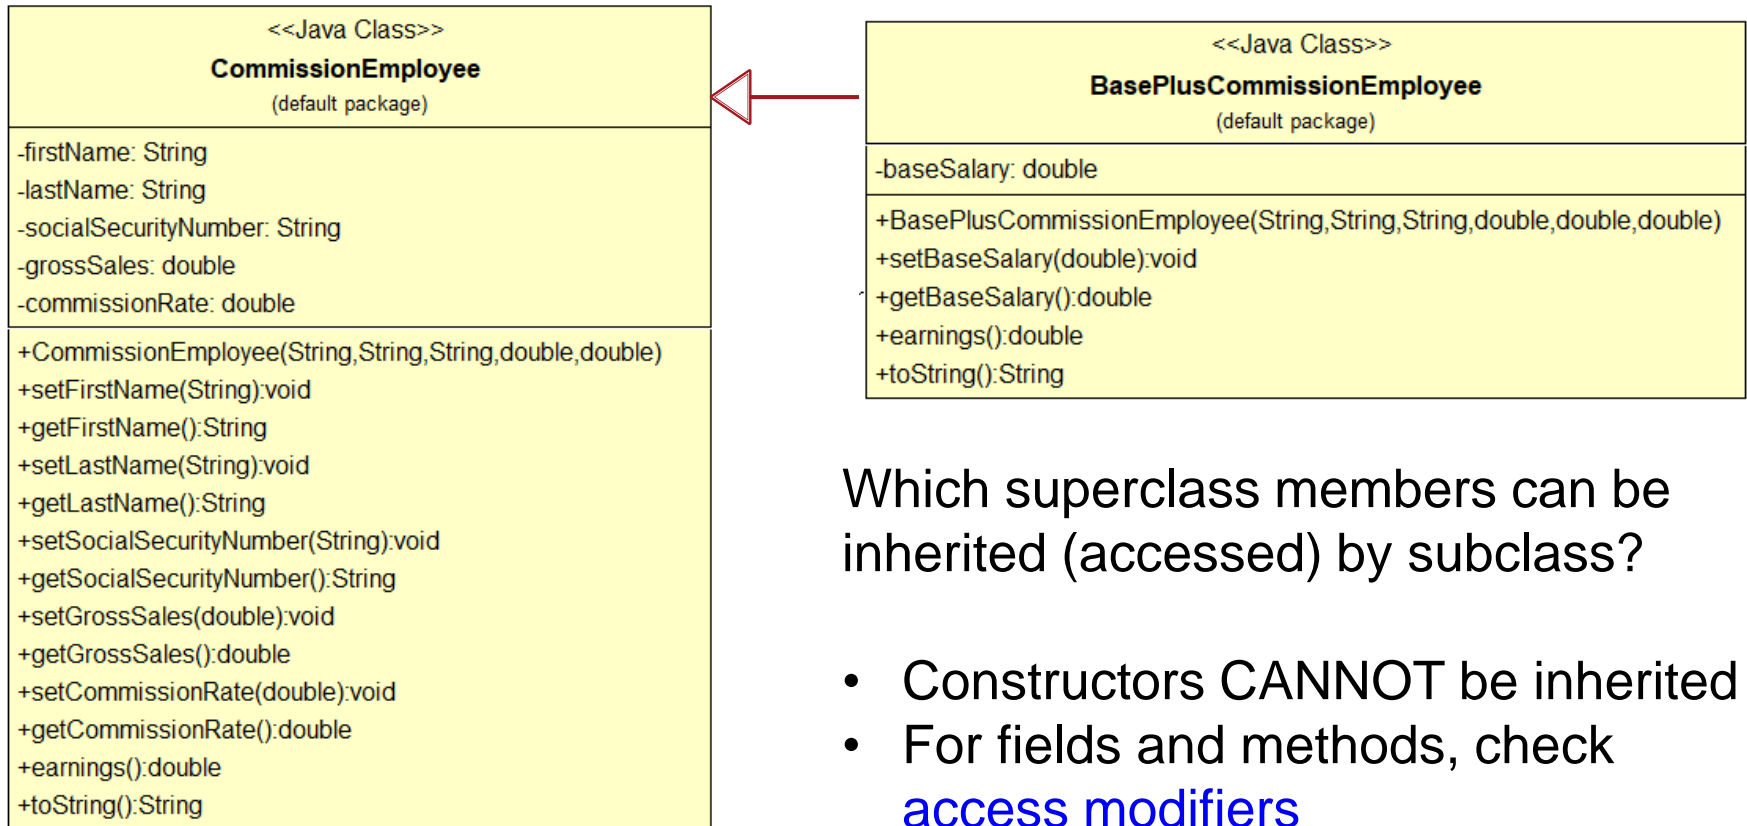 <<Java Class>>
CommissionEmployee
(default package)
-firstName: String
-lastName: String
-socialSecurityNumber: String
-grossSales: double
-commissionRate: double
+CommissionEmployee(String,String,String,double,double)
+setFirstName(String):void
+getFirstName():String
+setLastName(String):void
+getLastName():String
+setSocialSecurityNumber(String):void
+getSocialSecurityNumber():String
+setGrossSales(double):void
+getGrossSales():double
+setCommissionRate(double):void
+getCommissionRate():double
+earnings():double
+toString():String
<<Java Class>>
BasePlusCommissionEmployee
(default package)
-baseSalary: double
+BasePlusCommissionEmployee(String,String,String,double,double,double)
+setBaseSalary(double):void
+getBaseSalary():double
+earnings():double
+toString():String
Which superclass members can be
inherited (accessed) by subclass?
• Constructors CANNOT be inherited
• For fields and methods, check
access modifiers